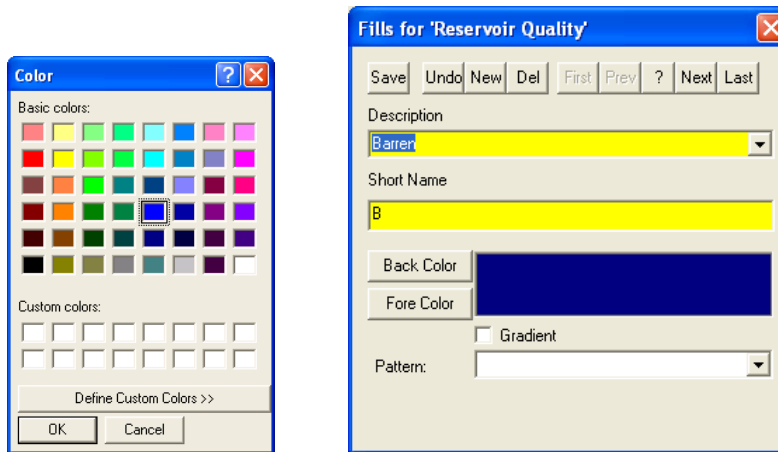 Color
Basic colors:
Custom colors:
Define Custom Colors >>
OK Cancel
Fills for 'Reservoir Quality'
Save Undo New Del First Prev ? Next Last
Description
Barren
Short Name
B
Back Color
Fore Color
Gradient
Pattern: